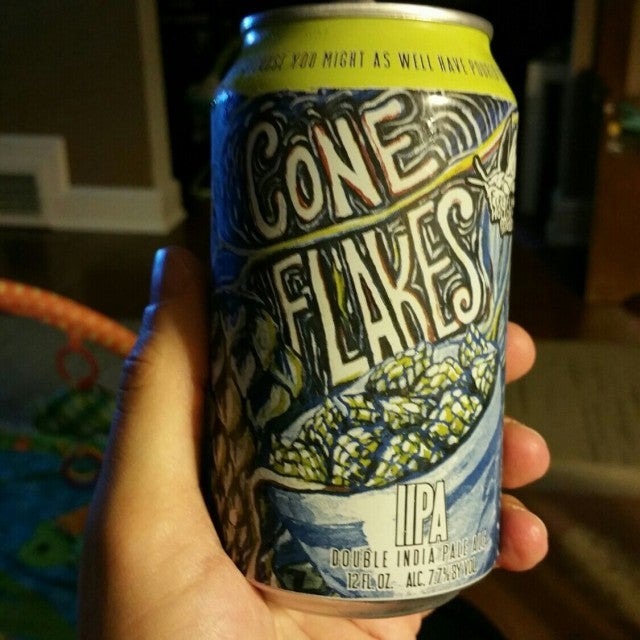 YOU MIGHT AS WELL HAVE
CONE
FLAKES
IIPA
DOUBLE INDIA PALE ALE
12 FL. OZ. ALC. 7.7% BY VOL.